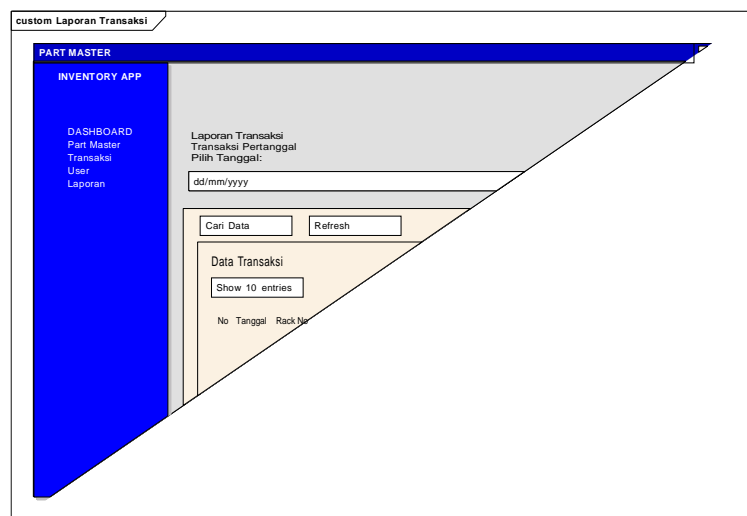 custom Laporan Transaksi
PART MASTER
INVENTORY APP
DASHBOARD
Part Master
Transaksi
User
Laporan
Laporan Transaksi
Transaksi Pertanggal
Pilih Tanggal:
dd/mm/yyyy
Cari Data Refresh
Data Transaksi
Show 10 entries
No Tanggal Rack No